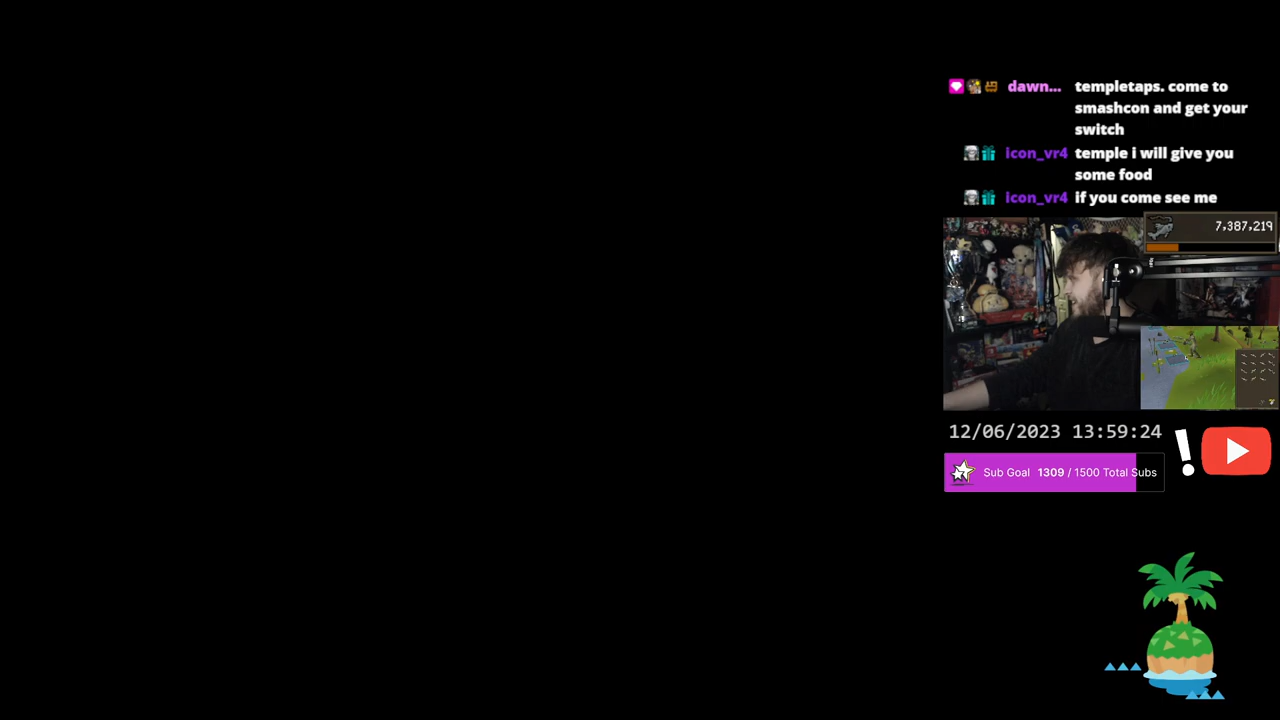 dawn... templetaps. come to
smashcon and get your
switch
icon_vr4 temple i will give you
some food
icon_vr4 if you come see me
7,387,219
12/06/2023 13:59:24
Sub Goal 1309 / 1500 Total Subs
!